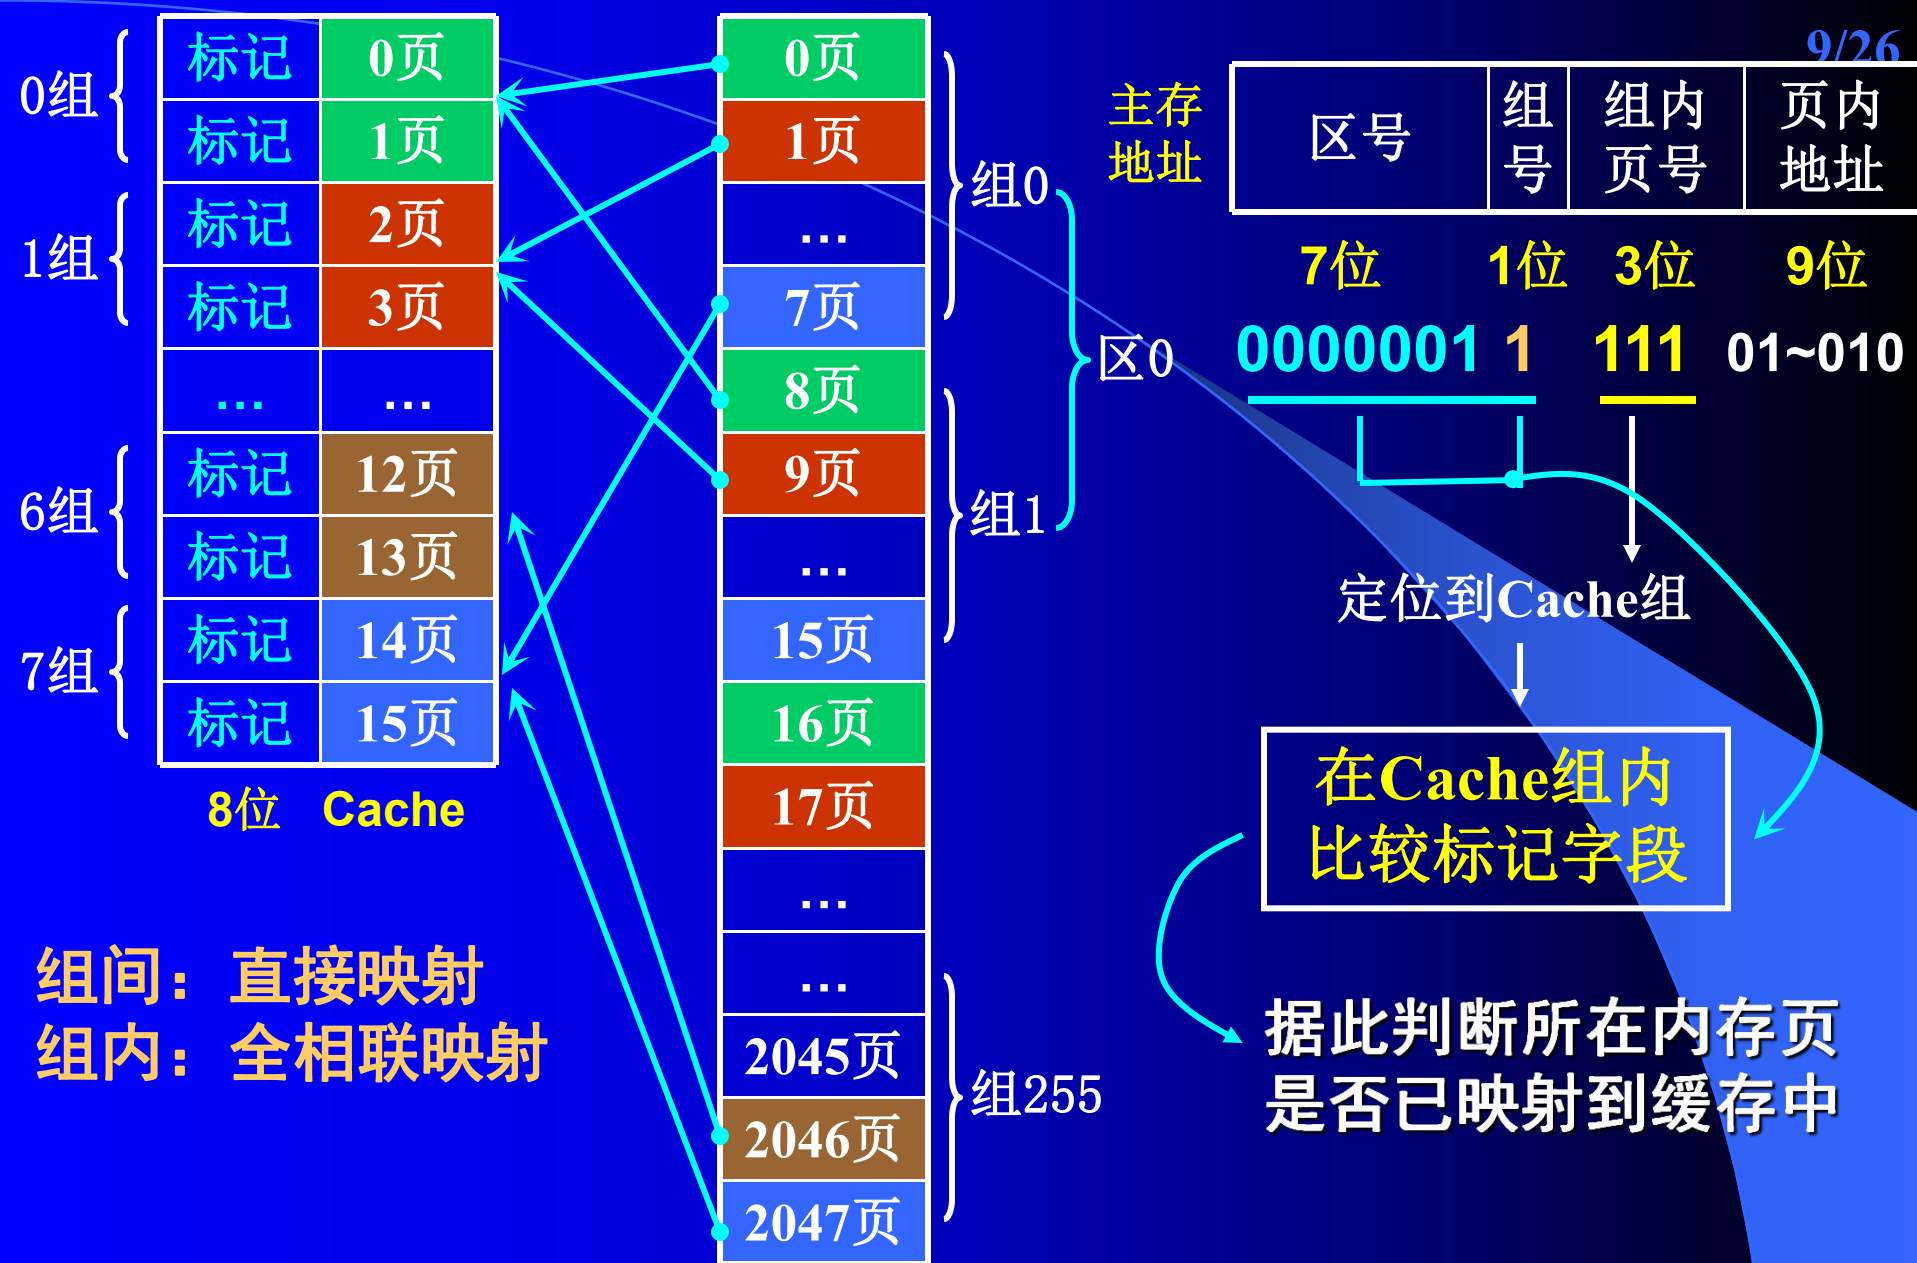 9/26
0组
标记 0页
标记 1页
1组
标记 2页
标记 3页
… …
6组
标记 12页
标记 13页
7组
标记 14页
标记 15页
8位 Cache
组间：直接映射
组内：全相联映射
0页
1页
…
7页
8页
9页
…
15页
16页
17页
…
…
2045页
2046页
2047页
组0
组1
区0
组255
主存
地址
区号
组
号
组内
页号
页内
地址
7位 1位 3位 9位
0000001 1 111 01~010
定位到Cache组
在Cache组内
比较标记字段
据此判断所在内存页
是否已映射到缓存中